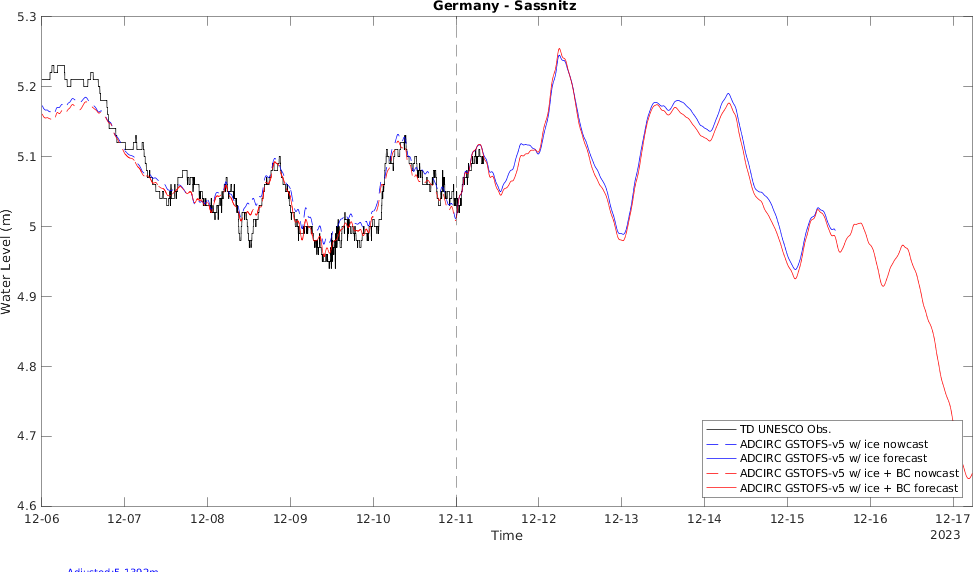 Germany - Sassnitz
5.3
5.2
5.1
5
4.9
4.8
4.7
4.6
Water Level (m)
TD UNESCO Obs.
ADCIRC GSTOFS-v5 w/ ice nowcast
ADCIRC GSTOFS-v5 w/ ice forecast
ADCIRC GSTOFS-v5 w/ ice + BC nowcast
ADCIRC GSTOFS-v5 w/ ice + BC forecast
12-06 12-07 12-08 12-09 12-10 12-11 12-12 12-13 12-14 12-15 12-16 12-17
Time
2023
Adjusted:5.1392m